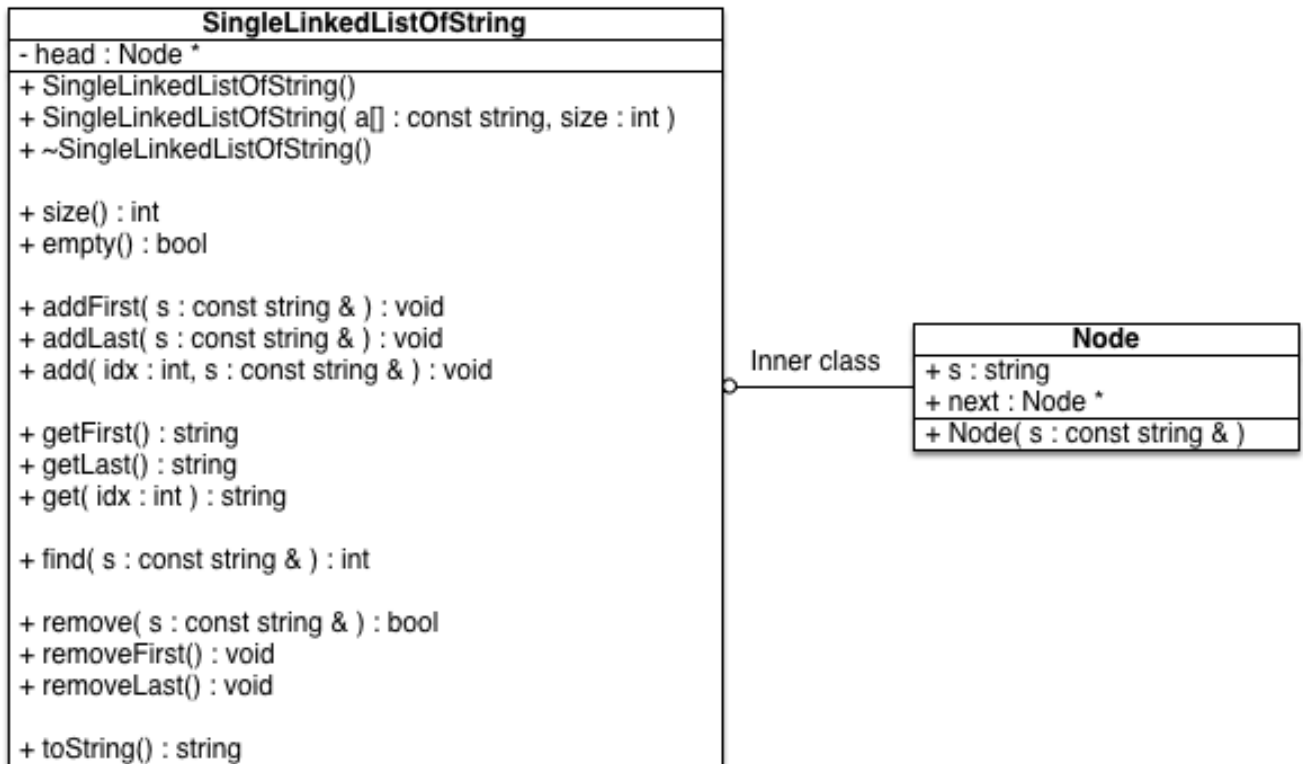 SingleLinkedListOfString
- head : Node *
+ SingleLinkedListOfString()
+ SingleLinkedListOfString( a[] : const string, size : int )
+ ~SingleLinkedListOfString()
+ size() : int
+ empty() : bool
+ addFirst( s : const string & ) : void
+ addLast( s : const string & ) : void
+ add( idx : int, s : const string & ) : void
+ getFirst() : string
+ getLast() : string
+ get( idx : int ) : string
+ find( s : const string & ) : int
+ remove( s : const string & ) : bool
+ removeFirst() : void
+ removeLast() : void
+ toString() : string
Inner class
Node
+ s : string
+ next : Node *
+ Node( s : const string & )